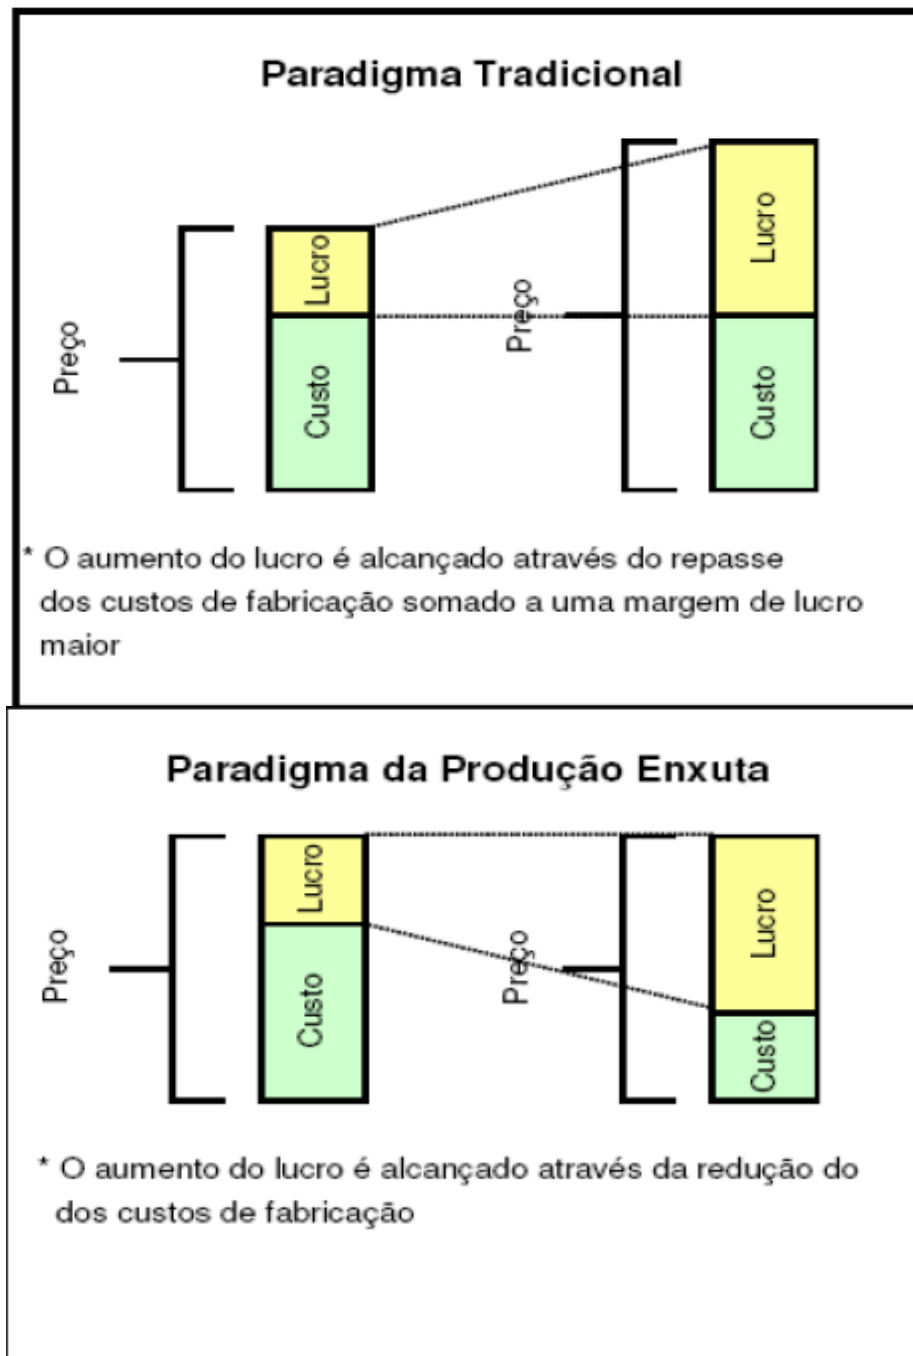 Paradigma Tradicional
Preço
Lucro
Custo
Preço
Lucro
Custo
* O aumento do lucro é alcançado através do repasse
dos custos de fabricação somado a uma margem de lucro
maior
Paradigma da Produção Enxuta
Preço
Lucro
Custo
Preço
Lucro
Custo
* O aumento do lucro é alcançado através da redução do
dos custos de fabricação